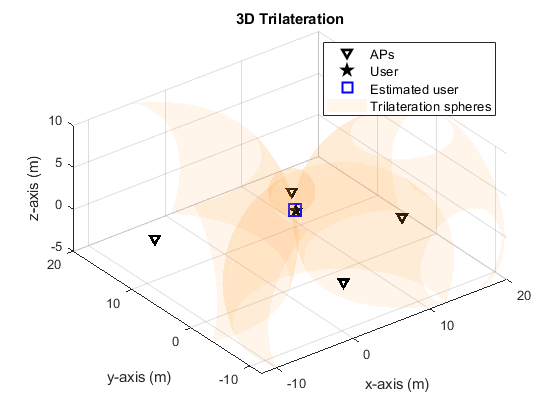 3D Trilateration
APs
User
Estimated user
Trilateration spheres
z-axis (m)
10
5
0
-5
20
10
0
-10
y-axis (m)
-10
0
10
20
x-axis (m)